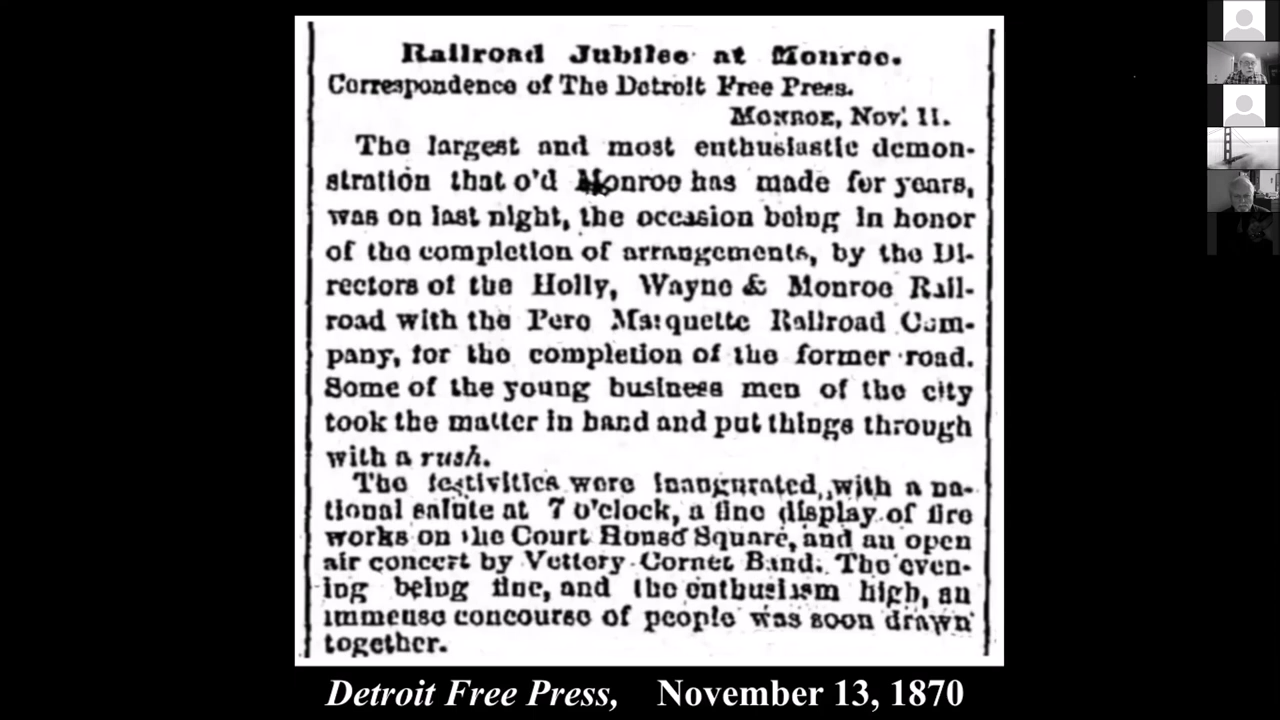 Railroad Jubilee at Monroe.
Correspondence of The Detroit Free Press.
MONROE, Nov. 11.
The largest and most enthusiastic demon-
stration that o'd Monroe has made for years,
was on last night, the occasion being in honor
of the completion of arrangements, by the Di-
rectors of the Holly, Wayne & Monroe Rail-
road with the Pere Marquette Railroad Com-
pany, for the completion of the former road.
Some of the young business men of the city
took the matter in hand and put things through
with a rush.
The festivities were inaugurated, with a na-
tional salute at 7 o'clock, a fine display of fire
works on the Court House Square, and an open
air concert by Vettery Cornet Band. The even-
ing being fine, and the enthusiasm high, an
immense concourse of people was soon drawn
together.
Detroit Free Press, November 13, 1870